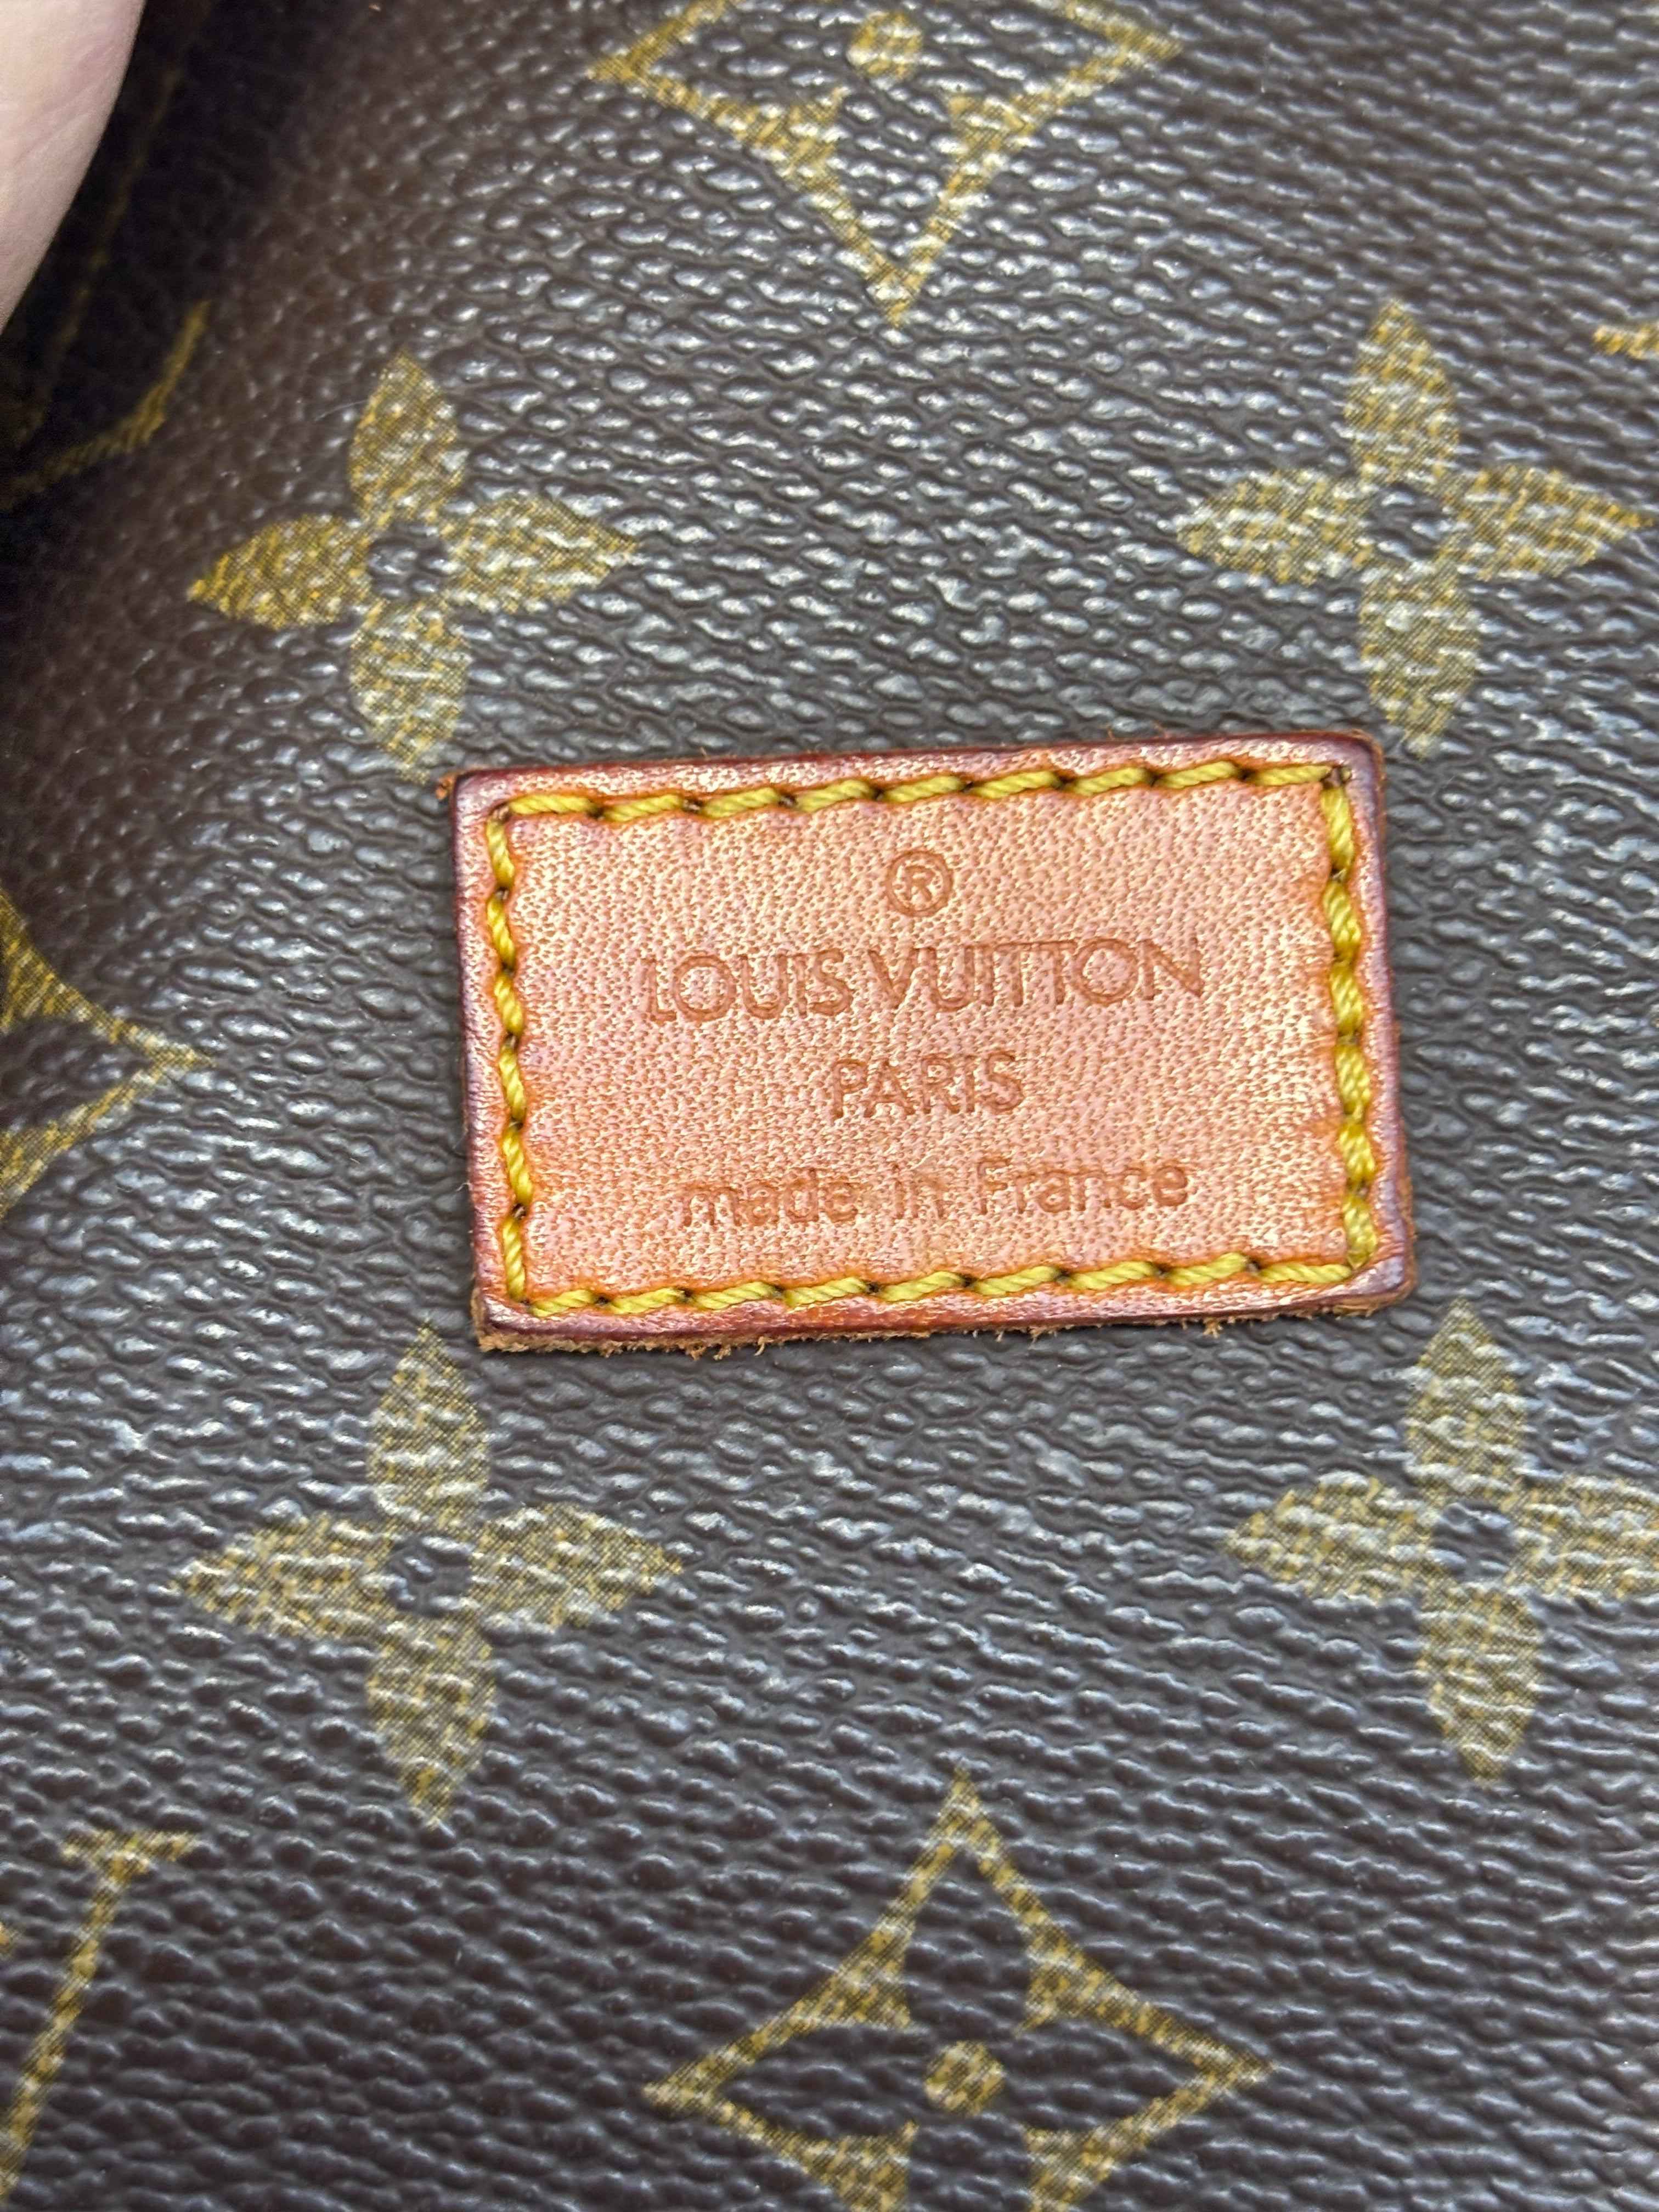 ®
LOUIS VUITTON
PARIS
made in France